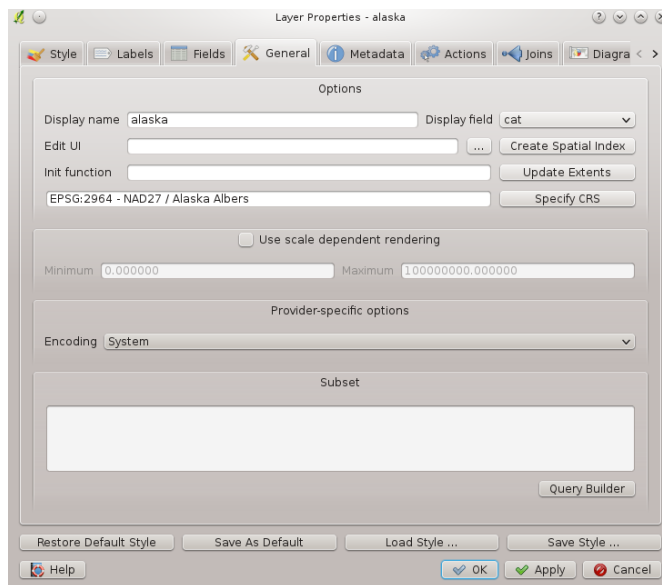 Layer Properties - alaska
Style Labels Fields General Metadata Actions Joins Diagra
Options
Display name alaska Display field cat
Edit UI ... Create Spatial Index
Init function Update Extents
EPSG:2964 - NAD27 / Alaska Albers Specify CRS
Use scale dependent rendering
Minimum 0.000000 Maximum 100000000.000000
Provider-specific options
Encoding System
Subset
Query Builder
Restore Default Style Save As Default Load Style ... Save Style ...
Help OK Apply Cancel